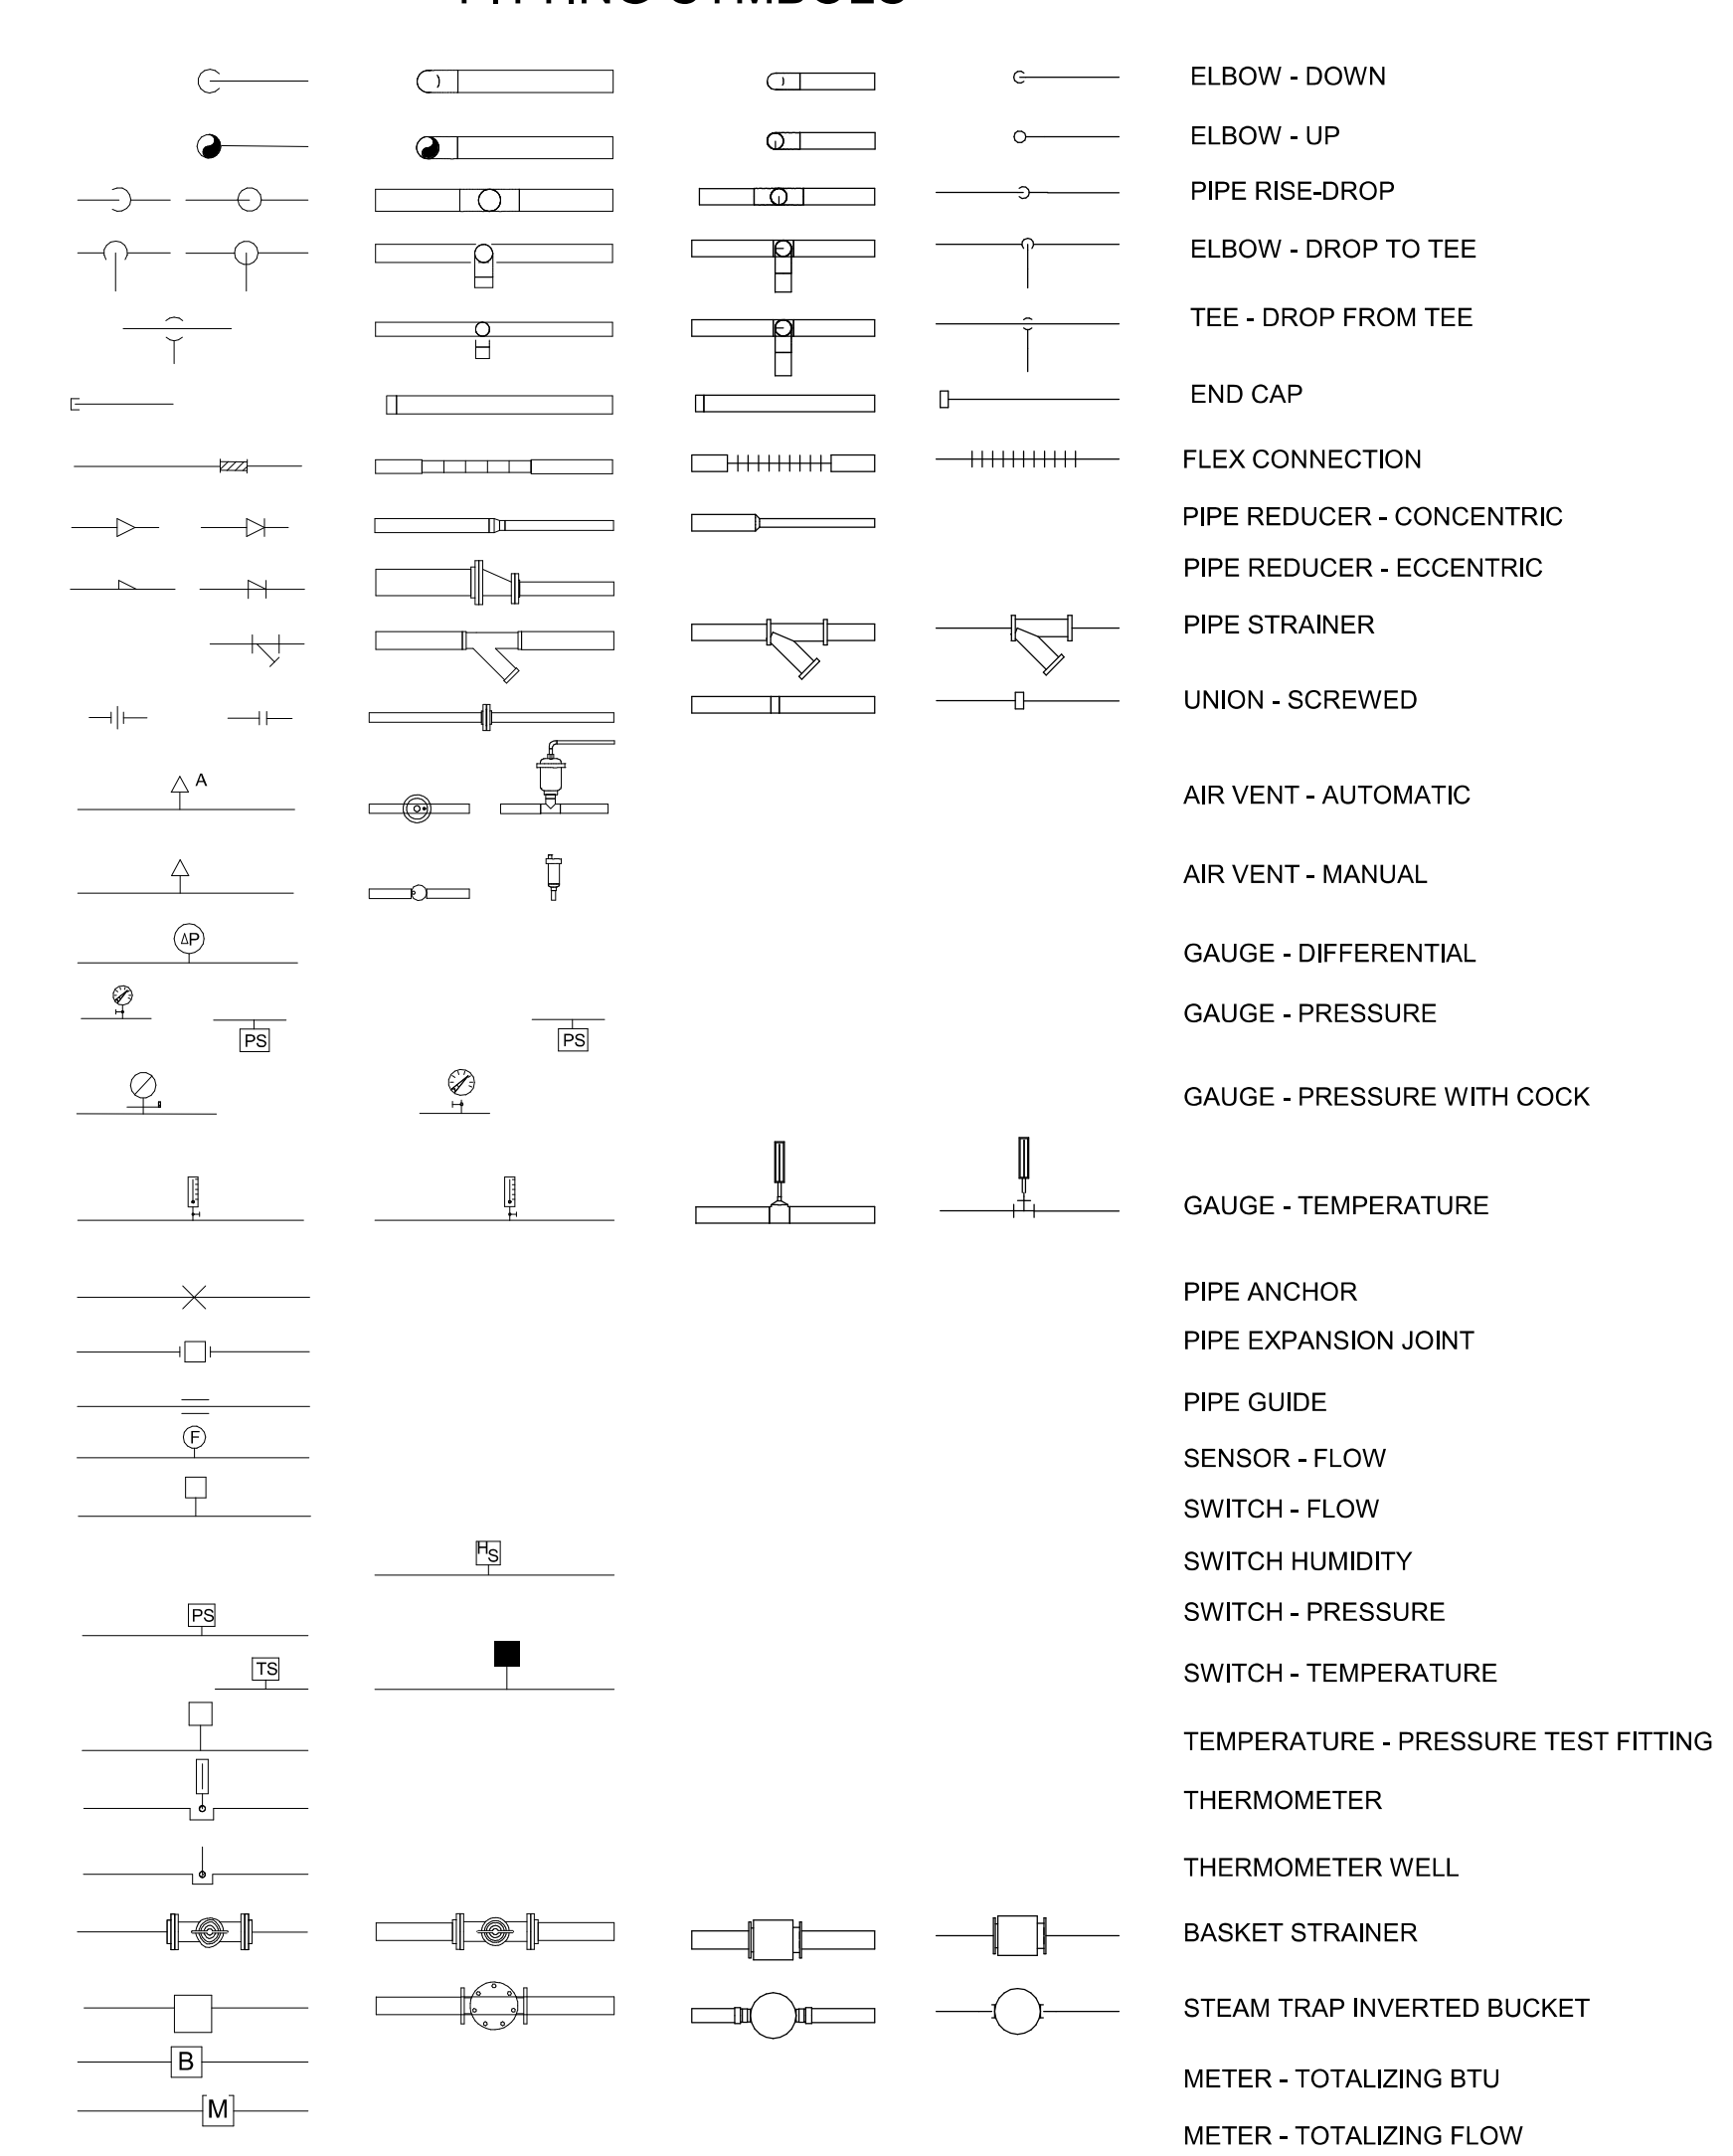 FITTING SYMBOLS
ELBOW - DOWN
ELBOW - UP
PIPE RISE-DROP
ELBOW - DROP TO TEE
TEE - DROP FROM TEE
END CAP
FLEX CONNECTION
PIPE REDUCER - CONCENTRIC
PIPE REDUCER - ECCENTRIC
PIPE STRAINER
UNION - SCREWED
A
AIR VENT - AUTOMATIC
AIR VENT - MANUAL
ΔP
GAUGE - DIFFERENTIAL
GAUGE - PRESSURE
PS PS
GAUGE - PRESSURE WITH COCK
GAUGE - TEMPERATURE
PIPE ANCHOR
PIPE EXPANSION JOINT
PIPE GUIDE
F
SENSOR - FLOW
SWITCH - FLOW
HS
SWITCH HUMIDITY
PS
SWITCH - PRESSURE
TS
SWITCH - TEMPERATURE
TEMPERATURE - PRESSURE TEST FITTING
THERMOMETER
THERMOMETER WELL
BASKET STRAINER
STEAM TRAP INVERTED BUCKET
B
METER - TOTALIZING BTU
M
METER - TOTALIZING FLOW